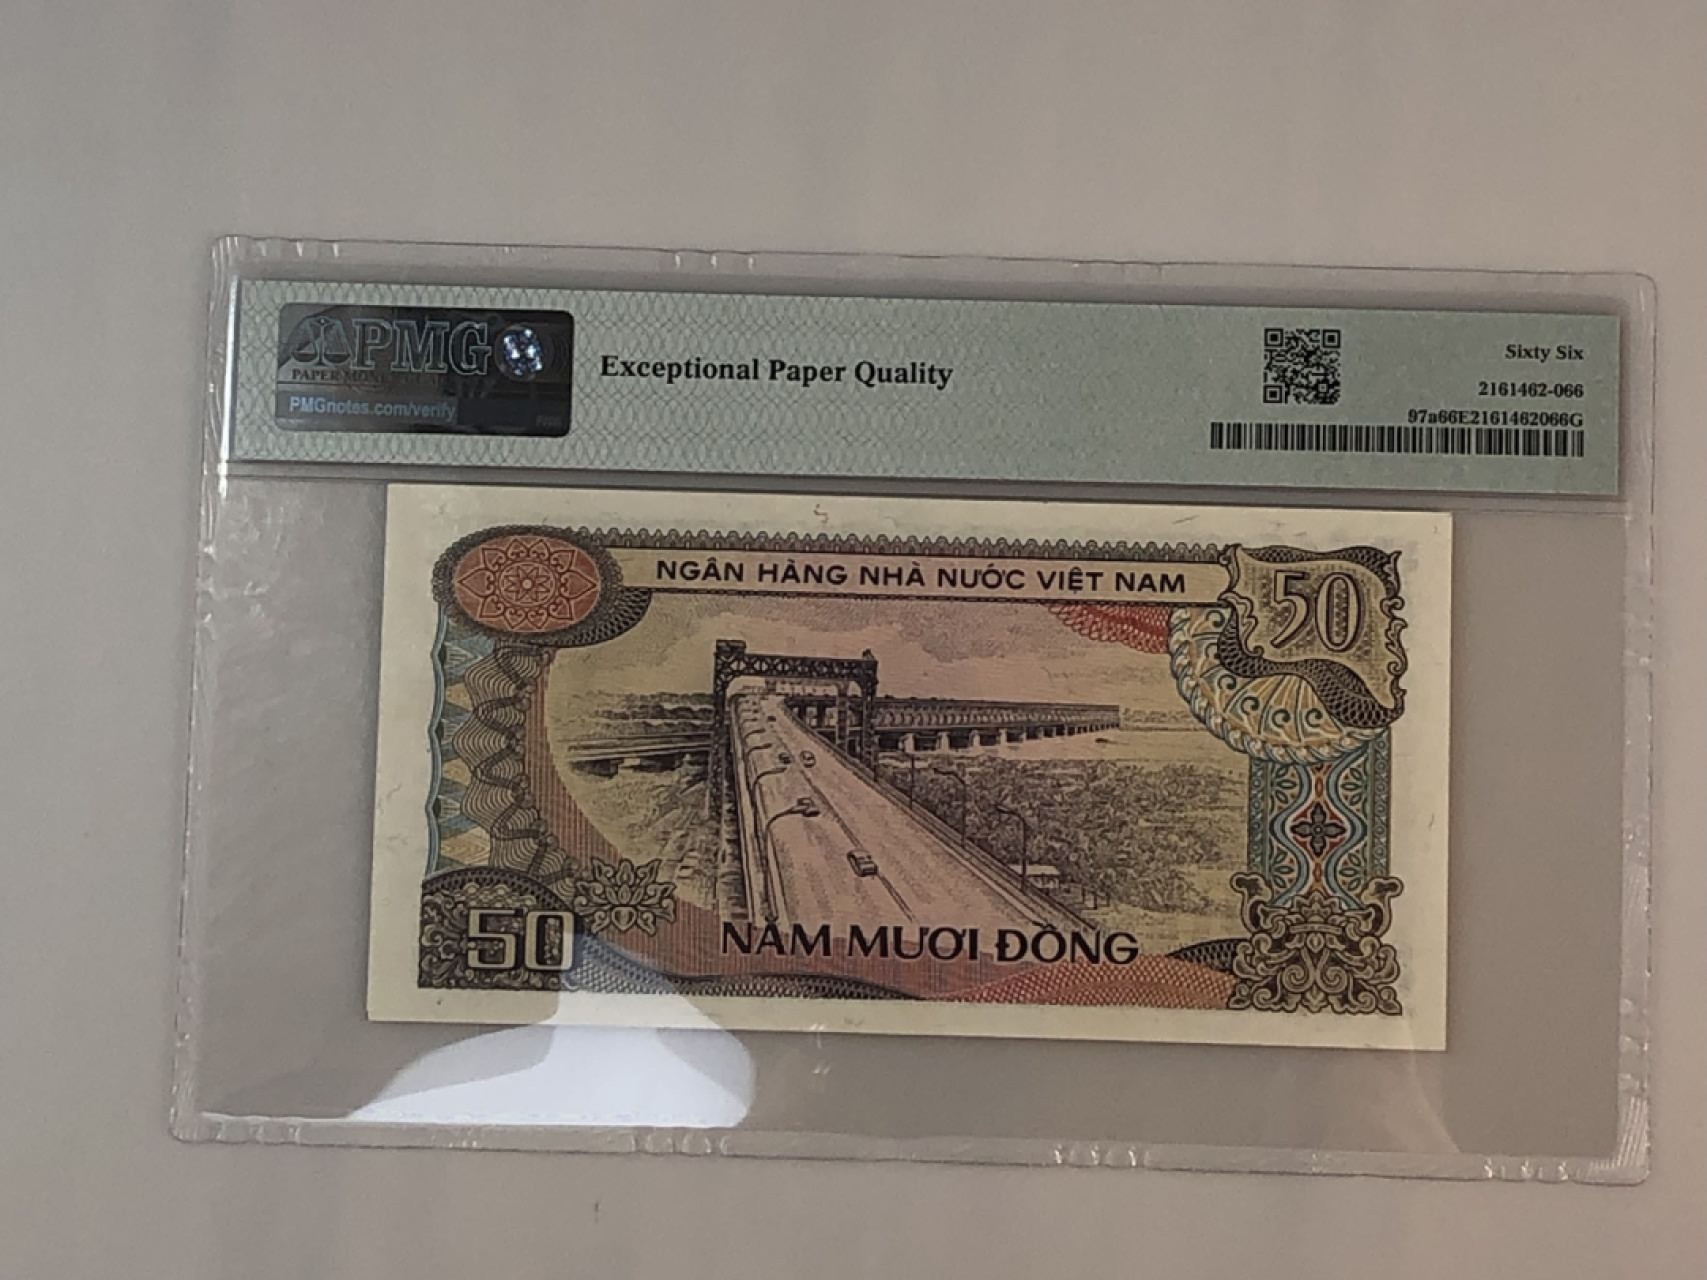 PMG
PAPER MONEY GUA
PMGnotes.com/verify
Exceptional Paper Quality
Sixty Six
2161462-066
97a66E2161462066G
NGÂN HÀNG NHÀ NƯỚC VIỆT NAM
50
50
NĂM MƯƠI ĐỒNG